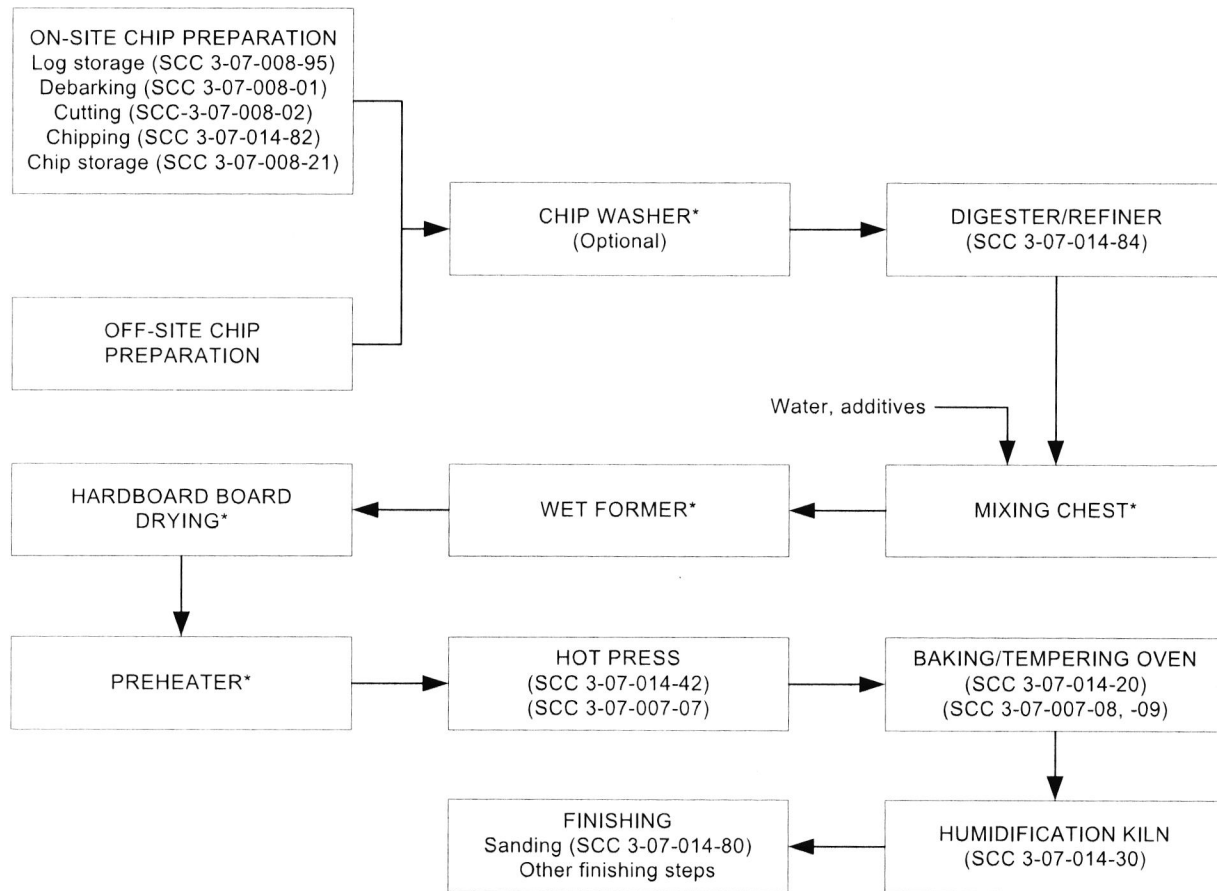 ON-SITE CHIP PREPARATION
Log storage (SCC 3-07-008-95)
Debarking (SCC 3-07-008-01)
Cutting (SCC-3-07-008-02)
Chipping (SCC 3-07-014-82)
Chip storage (SCC 3-07-008-21)
OFF-SITE CHIP
PREPARATION
CHIP WASHER*
(Optional)
DIGESTER/REFINER
(SCC 3-07-014-84)
Water, additives
MIXING CHEST*
WET FORMER*
HARDBOARD BOARD
DRYING*
PREHEATER*
HOT PRESS
(SCC 3-07-014-42)
(SCC 3-07-007-07)
BAKING/TEMPERING OVEN
(SCC 3-07-014-20)
(SCC 3-07-007-08, -09)
HUMIDIFICATION KILN
(SCC 3-07-014-30)
FINISHING
Sanding (SCC 3-07-014-80)
Other finishing steps